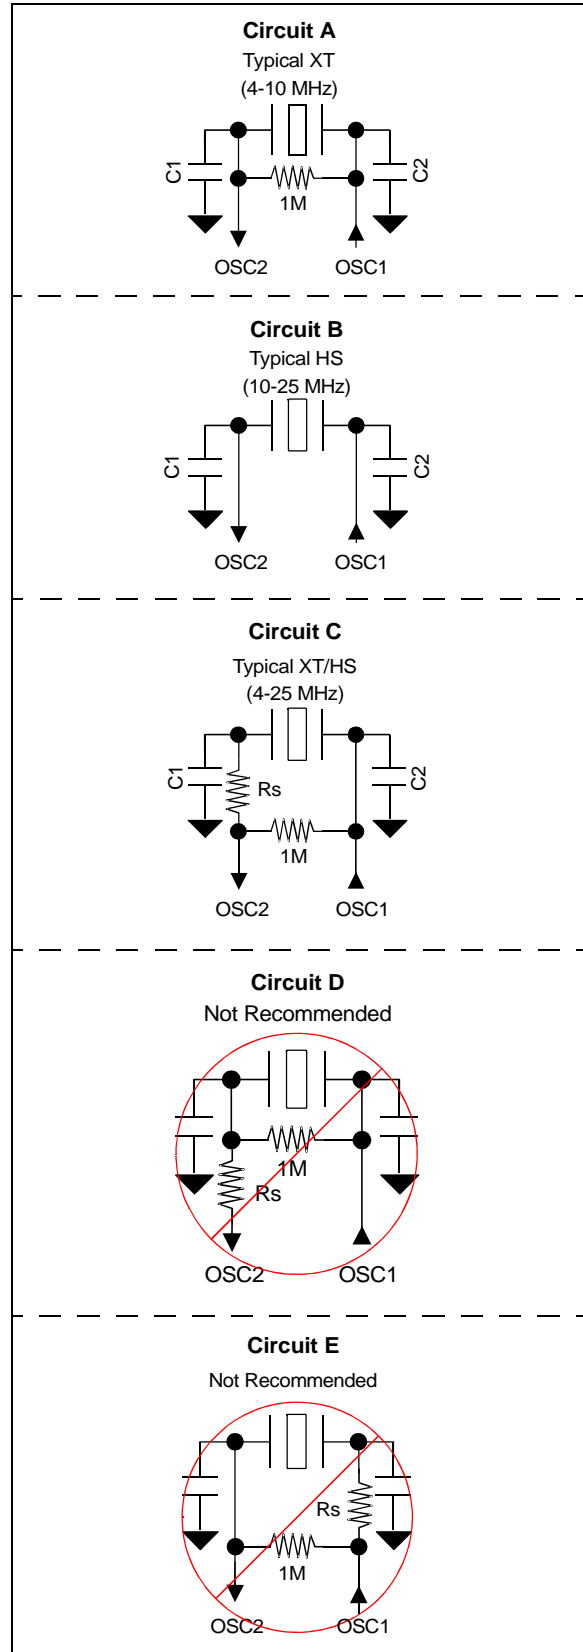 Circuit A
Typical XT
(4-10 MHz)
C1
C2
1M
OSC2
OSC1
Circuit B
Typical HS
(10-25 MHz)
C1
C2
OSC2
OSC1
Circuit C
Typical XT/HS
(4-25 MHz)
C1
C2
Rs
1M
OSC2
OSC1
Circuit D
Not Recommended
1M
Rs
OSC2
OSC1
Circuit E
Not Recommended
Rs
1M
OSC2
OSC1